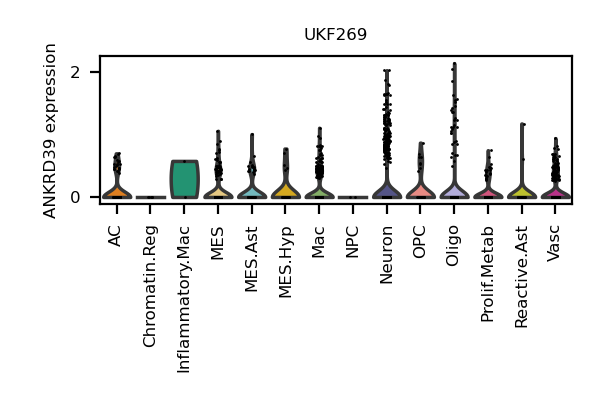 UKF269
ANKRD39 expression
2
0
AC
Chromatin.Reg
Inflammatory.Mac
MES
MES.Ast
MES.Hyp
Mac
NPC
Neuron
OPC
Oligo
Prolif.Metab
Reactive.Ast
Vasc